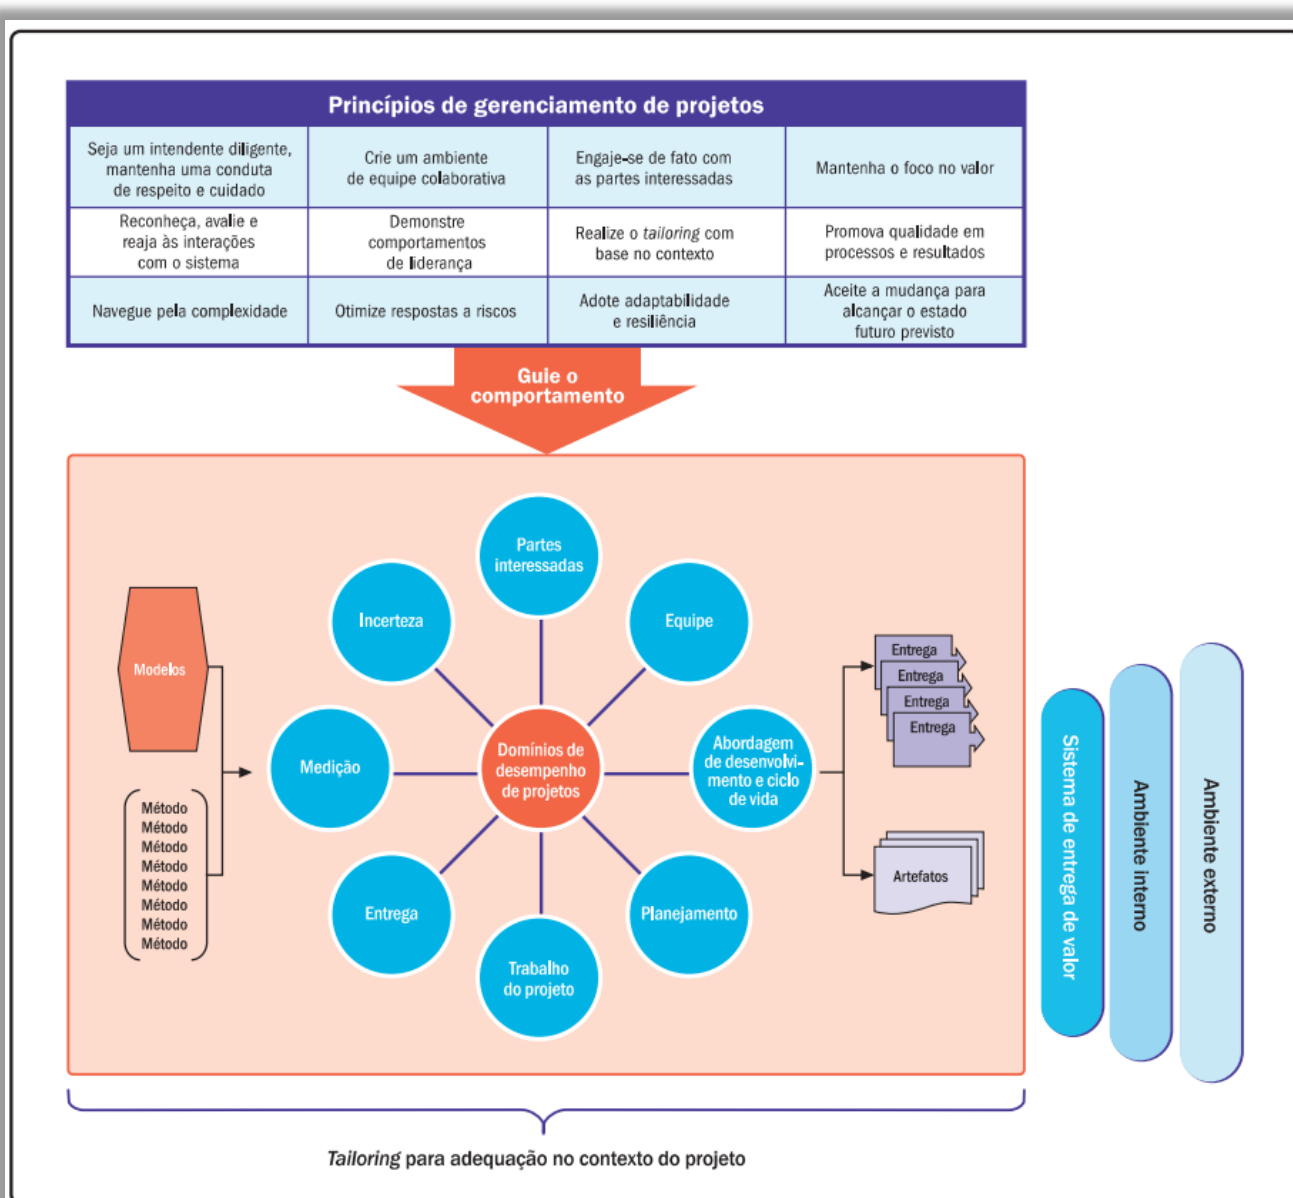 Princípios de gerenciamento de projetos
Seja um intendente diligente,
mantenha uma conduta
de respeito e cuidado
Crie um ambiente
de equipe colaborativa
Engaje-se de fato com
as partes interessadas
Mantenha o foco no valor
Reconheça, avalie e
reaja às interações
com o sistema
Demonstre
comportamentos
de liderança
Realize o tailoring com
base no contexto
Promova qualidade em
processos e resultados
Navegue pela complexidade
Otimize respostas a riscos
Adote adaptabilidade
e resiliência
Aceite a mudança para
alcançar o estado
futuro previsto
Guie o
comportamento
Partes
interessadas
Incerteza
Equipe
Modelos
Medição
Domínios de
desempenho
de projetos
Abordagem
de desenvolvi-
mento e ciclo
de vida
Entrega
Entrega
Entrega
Entrega
Método
Método
Método
Método
Método
Método
Método
Método
Entrega
Trabalho
do projeto
Planejamento
Artefatos
Sistema de entrega de valor
Ambiente interno
Ambiente externo
Tailoring para adequação no contexto do projeto